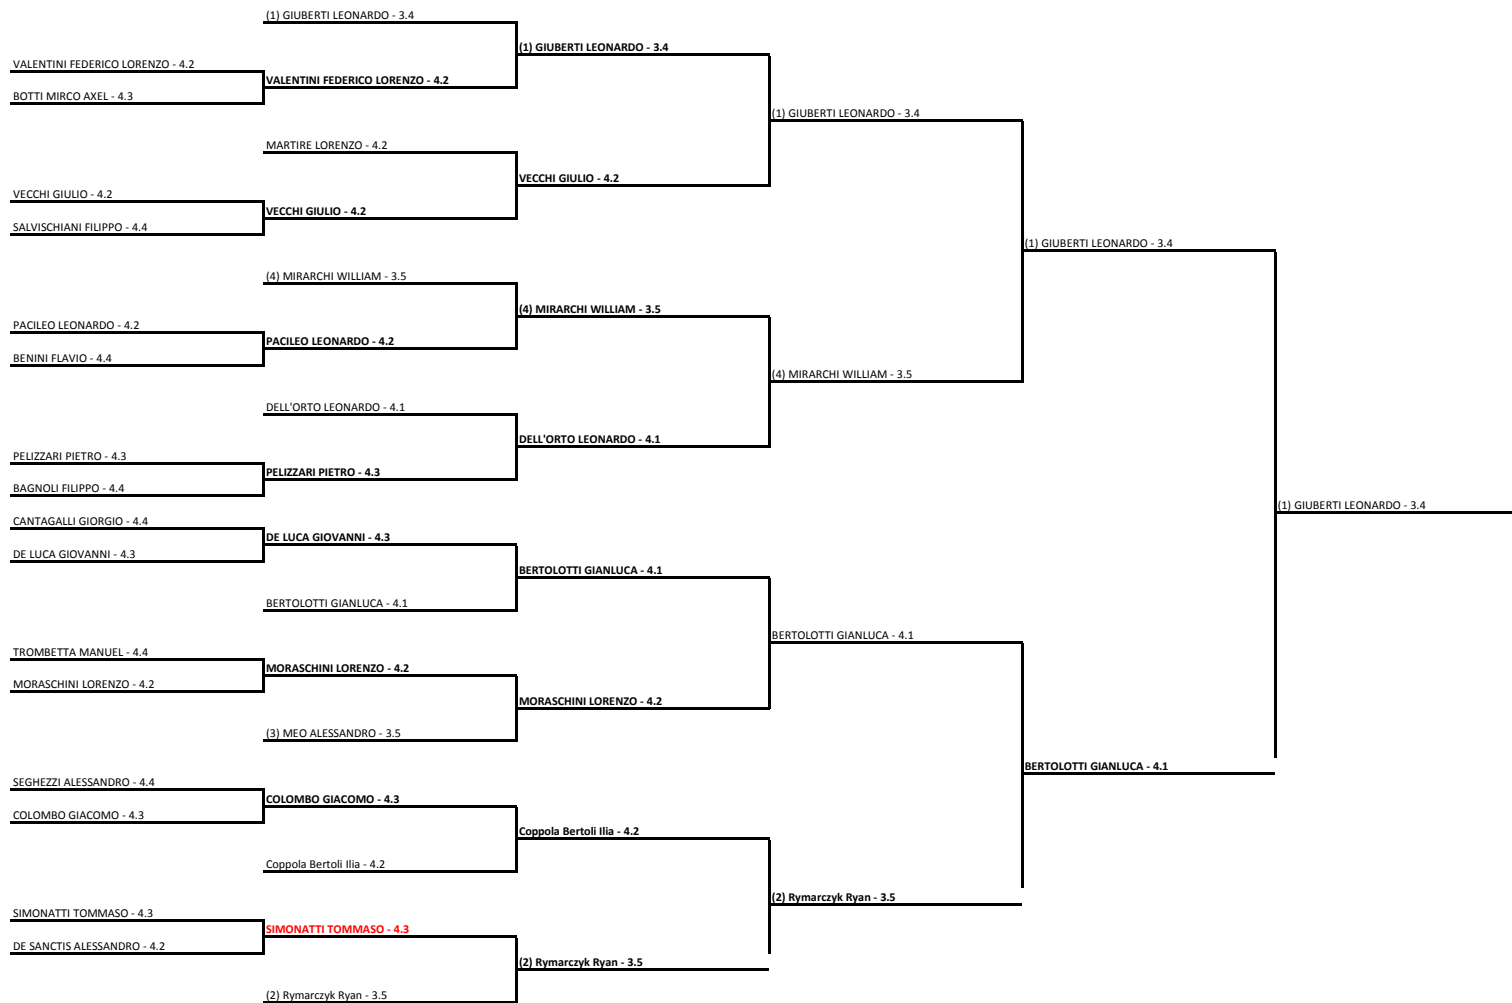 (1) GIUBERTI LEONARDO - 3.4
(1) GIUBERTI LEONARDO - 3.4
VALENTINI FEDERICO LORENZO - 4.2
VALENTINI FEDERICO LORENZO - 4.2
BOTTI MIRCO AXEL - 4.3
(1) GIUBERTI LEONARDO - 3.4
MARTIRE LORENZO - 4.2
VECCHI GIULIO - 4.2
VECCHI GIULIO - 4.2
VECCHI GIULIO - 4.2
SALVISCHIANI FILIPPO - 4.4
(1) GIUBERTI LEONARDO - 3.4
(4) MIRARCHI WILLIAM - 3.5
(4) MIRARCHI WILLIAM - 3.5
PACILEO LEONARDO - 4.2
PACILEO LEONARDO - 4.2
BENINI FLAVIO - 4.4
(4) MIRARCHI WILLIAM - 3.5
DELL'ORTO LEONARDO - 4.1
DELL'ORTO LEONARDO - 4.1
PELIZZARI PIETRO - 4.3
PELIZZARI PIETRO - 4.3
BAGNOLI FILIPPO - 4.4
(1) GIUBERTI LEONARDO - 3.4
CANTAGALLI GIORGIO - 4.4
DE LUCA GIOVANNI - 4.3
DE LUCA GIOVANNI - 4.3
BERTOLOTTI GIANLUCA - 4.1
BERTOLOTTI GIANLUCA - 4.1
BERTOLOTTI GIANLUCA - 4.1
TROMBETTA MANUEL - 4.4
MORASCHINI LORENZO - 4.2
MORASCHINI LORENZO - 4.2
MORASCHINI LORENZO - 4.2
(3) MEO ALESSANDRO - 3.5
BERTOLOTTI GIANLUCA - 4.1
SEGHEZZI ALESSANDRO - 4.4
COLOMBO GIACOMO - 4.3
COLOMBO GIACOMO - 4.3
Coppola Bertoli Ilia - 4.2
Coppola Bertoli Ilia - 4.2
(2) Rymarczyk Ryan - 3.5
SIMONATTI TOMMASO - 4.3
SIMONATTI TOMMASO - 4.3
DE SANCTIS ALESSANDRO - 4.2
(2) Rymarczyk Ryan - 3.5
(2) Rymarczyk Ryan - 3.5